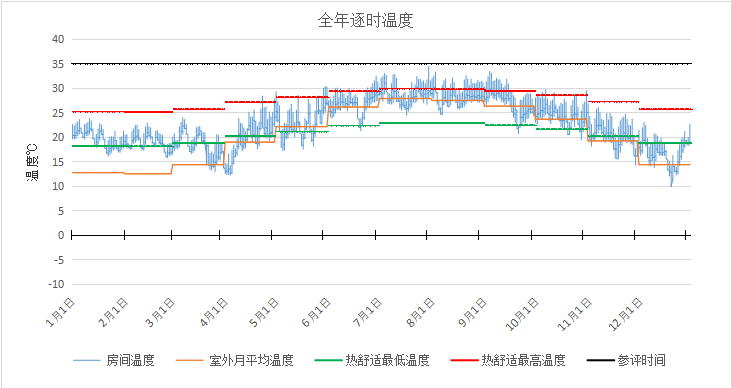 全年逐时温度
40
35
30
25
20
15
10
5
0
-5
-10
温度℃
1月1日
2月1日
3月1日
4月1日
5月1日
6月1日
7月1日
8月1日
9月1日
10月1日
11月1日
12月1日
房间温度 室外月平均温度 热舒适最低温度 热舒适最高温度 参评时间